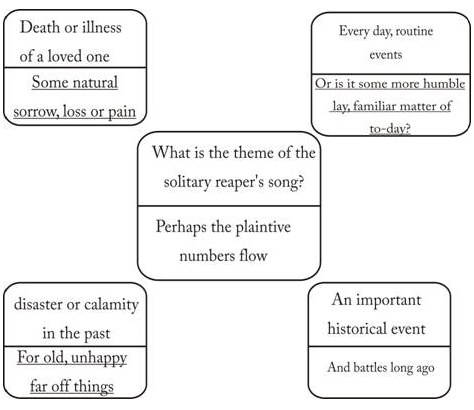 Death or illness
of a loved one
Some natural
sorrow, loss or pain
Every day, routine
events
Or is it some more humble
lay, familiar matter of
to-day?
What is the theme of the
solitary reaper's song?
Perhaps the plaintive
numbers flow
disaster or calamity
in the past
For old, unhappy
far off things
An important
historical event
And battles long ago